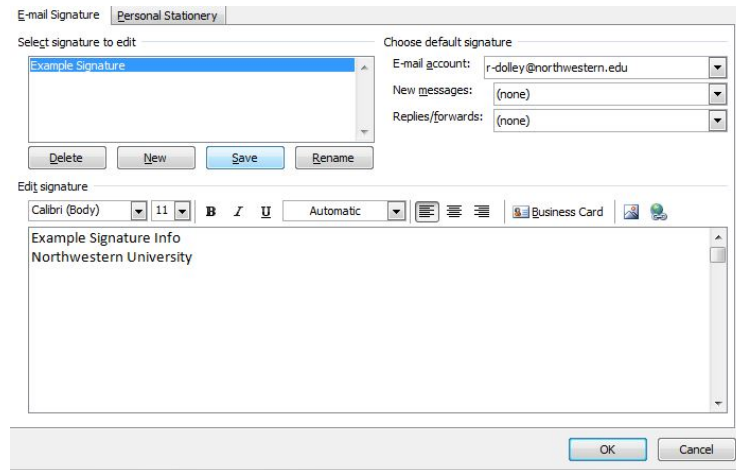 E-mail Signature Personal Stationery
Select signature to edit
Example Signature
Delete New Save Rename
Choose default signature
E-mail account: r-dolley@northwestern.edu
New messages: (none)
Replies/forwards: (none)
Edit signature
Calibri (Body) 11 B I U Automatic Business Card
Example Signature Info
Northwestern University
OK Cancel